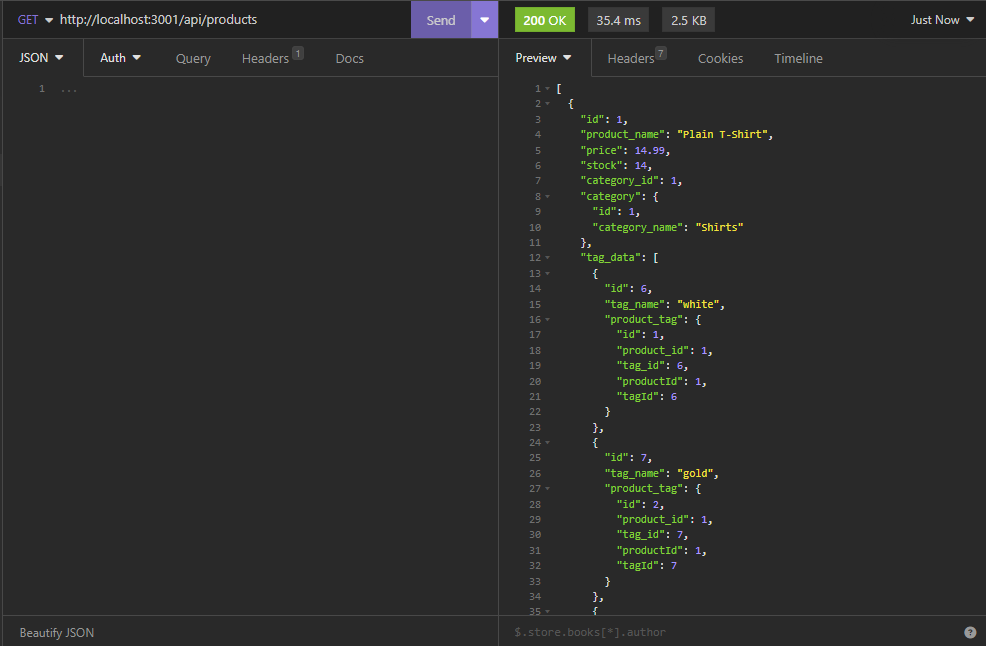 GET http://localhost:3001/api/products Send 200 OK 35.4 ms 2.5 KB Just Now
JSON Auth Query Headers 1 Docs Preview Headers 7 Cookies Timeline
1 ...
1 [
2 {
3 "id": 1,
4 "product_name": "Plain T-Shirt",
5 "price": 14.99,
6 "stock": 14,
7 "category_id": 1,
8 "category": {
9 "id": 1,
10 "category_name": "Shirts"
11 },
12 "tag_data": [
13 {
14 "id": 6,
15 "tag_name": "white",
16 "product_tag": {
17 "id": 1,
18 "product_id": 1,
19 "tag_id": 6,
20 "productId": 1,
21 "tagId": 6
22 }
23 },
24 {
25 "id": 7,
26 "tag_name": "gold",
27 "product_tag": {
28 "id": 2,
29 "product_id": 1,
30 "tag_id": 7,
31 "productId": 1,
32 "tagId": 7
33 }
34 },
35 {
Beautify JSON $.store.books[*].author ?